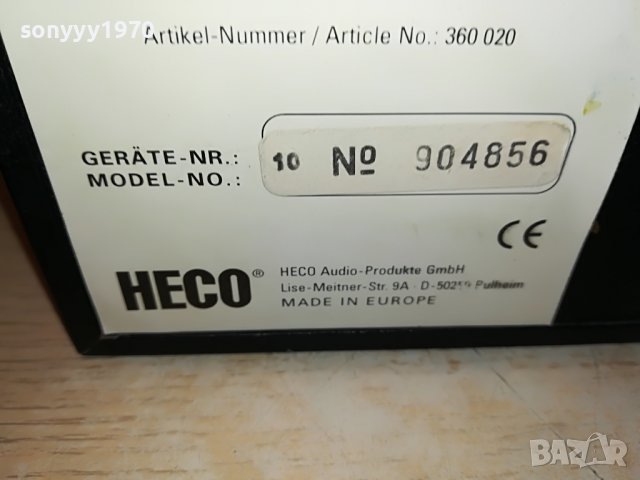 sonyyy1970
Artikel-Nummer / Article No.: 360 020
GERÄTE-NR.:
MODEL-NO.:
10 Nº 904856
CE
HECO® HECO Audio-Produkte GmbH
Lise-Meitner-Str. 9A · D-50259 Pulheim
MADE IN EUROPE
BAZAR